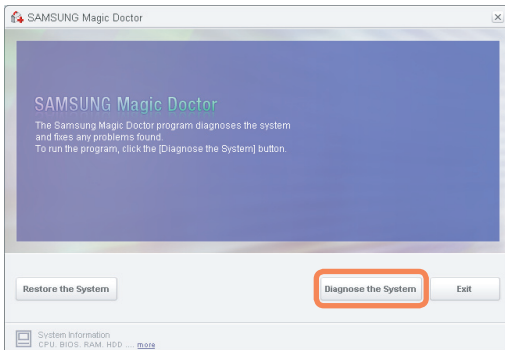 SAMSUNG Magic Doctor
SAMSUNG Magic Doctor
The Samsung Magic Doctor program diagnoses the system
and fixes any problems found.
To run the program, click the [Diagnose the System] button.
Restore the System
Diagnose the System
Exit
System Information
CPU. BIOS. RAM. HDD ... more